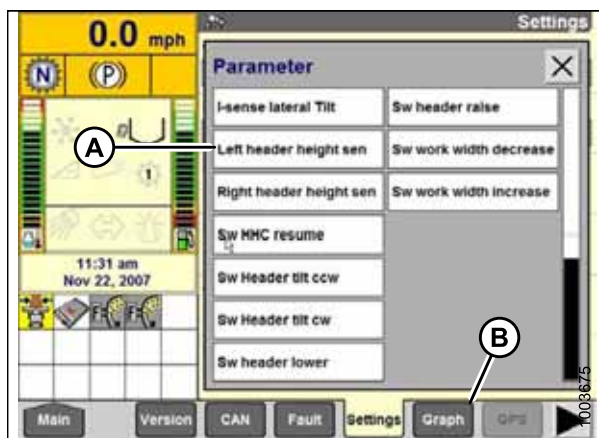 0.0 mph
Settings
N
(P)
Parameter
X
I-sense lateral Tilt
Sw header raise
Left header height sen
Sw work width decrease
Right header height sen
Sw work width increase
Sw HHC resume
Sw Header tilt ccw
Sw Header tilt cw
Sw header lower
A
B
1
11:31 am
Nov 22, 2007
F
F
Main
Version
CAN
Fault
Settings
Graph
GPS
1003675